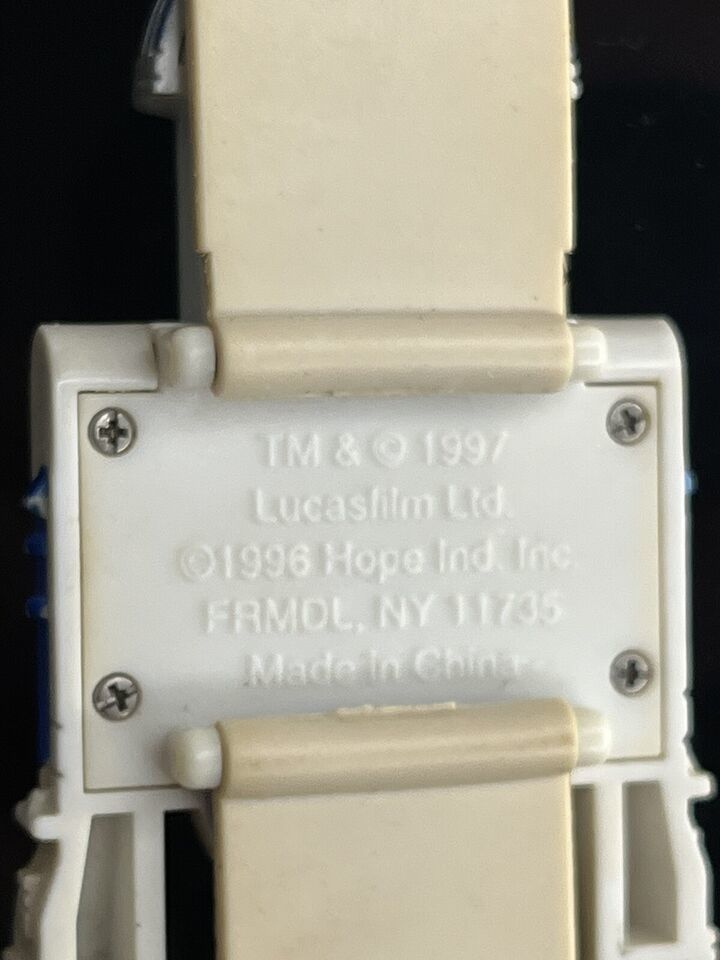 TM & © 1997
Lucasfilm Ltd.
©1996 Hope Ind. Inc.
FRMDL, NY 11735
Made in China